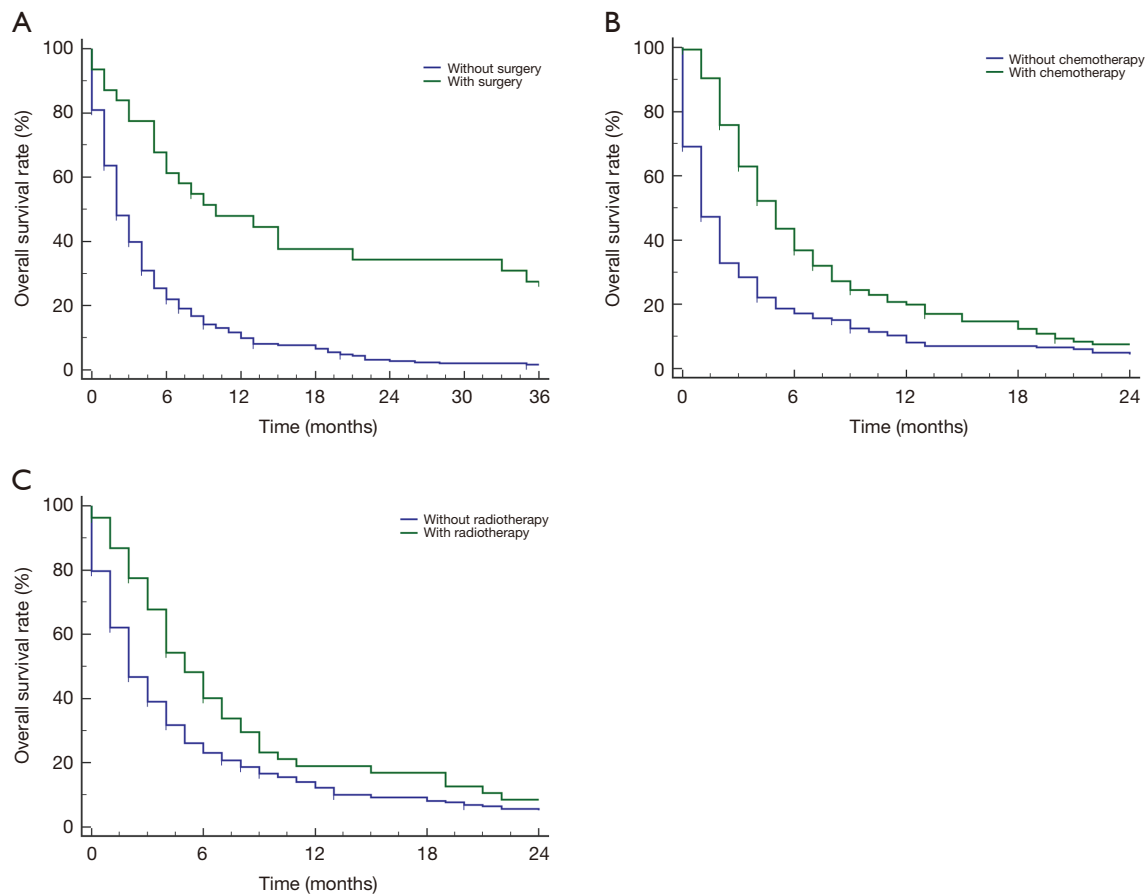 A
100
80
60
40
20
0
Overall survival rate (%)
Without surgery
With surgery
0 6 12 18 24 30 36
Time (months)
B
100
80
60
40
20
0
Overall survival rate (%)
Without chemotherapy
With chemotherapy
0 6 12 18 24
Time (months)
C
100
80
60
40
20
0
Overall survival rate (%)
Without radiotherapy
With radiotherapy
0 6 12 18 24
Time (months)